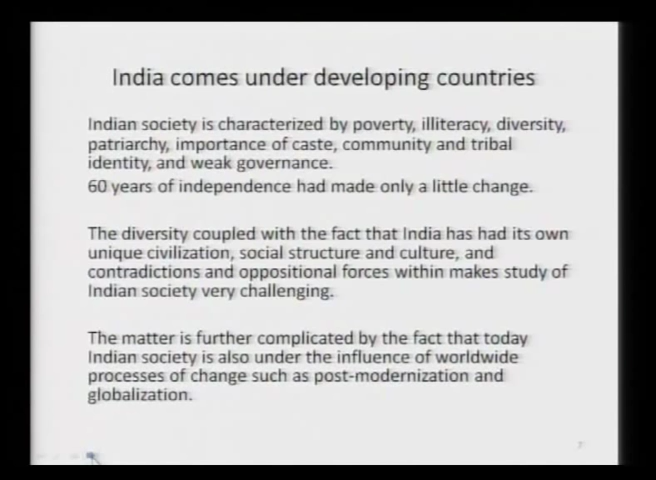 India comes under developing countries
Indian society is characterized by poverty, illiteracy, diversity,
patriarchy, importance of caste, community and tribal
identity, and weak governance.
60 years of independence had made only a little change.
The diversity coupled with the fact that India has had its own
unique civilization, social structure and culture, and
contradictions and oppositional forces within makes study of
Indian society very challenging.
The matter is further complicated by the fact that today
Indian society is also under the influence of worldwide
processes of change such as post-modernization and
globalization.